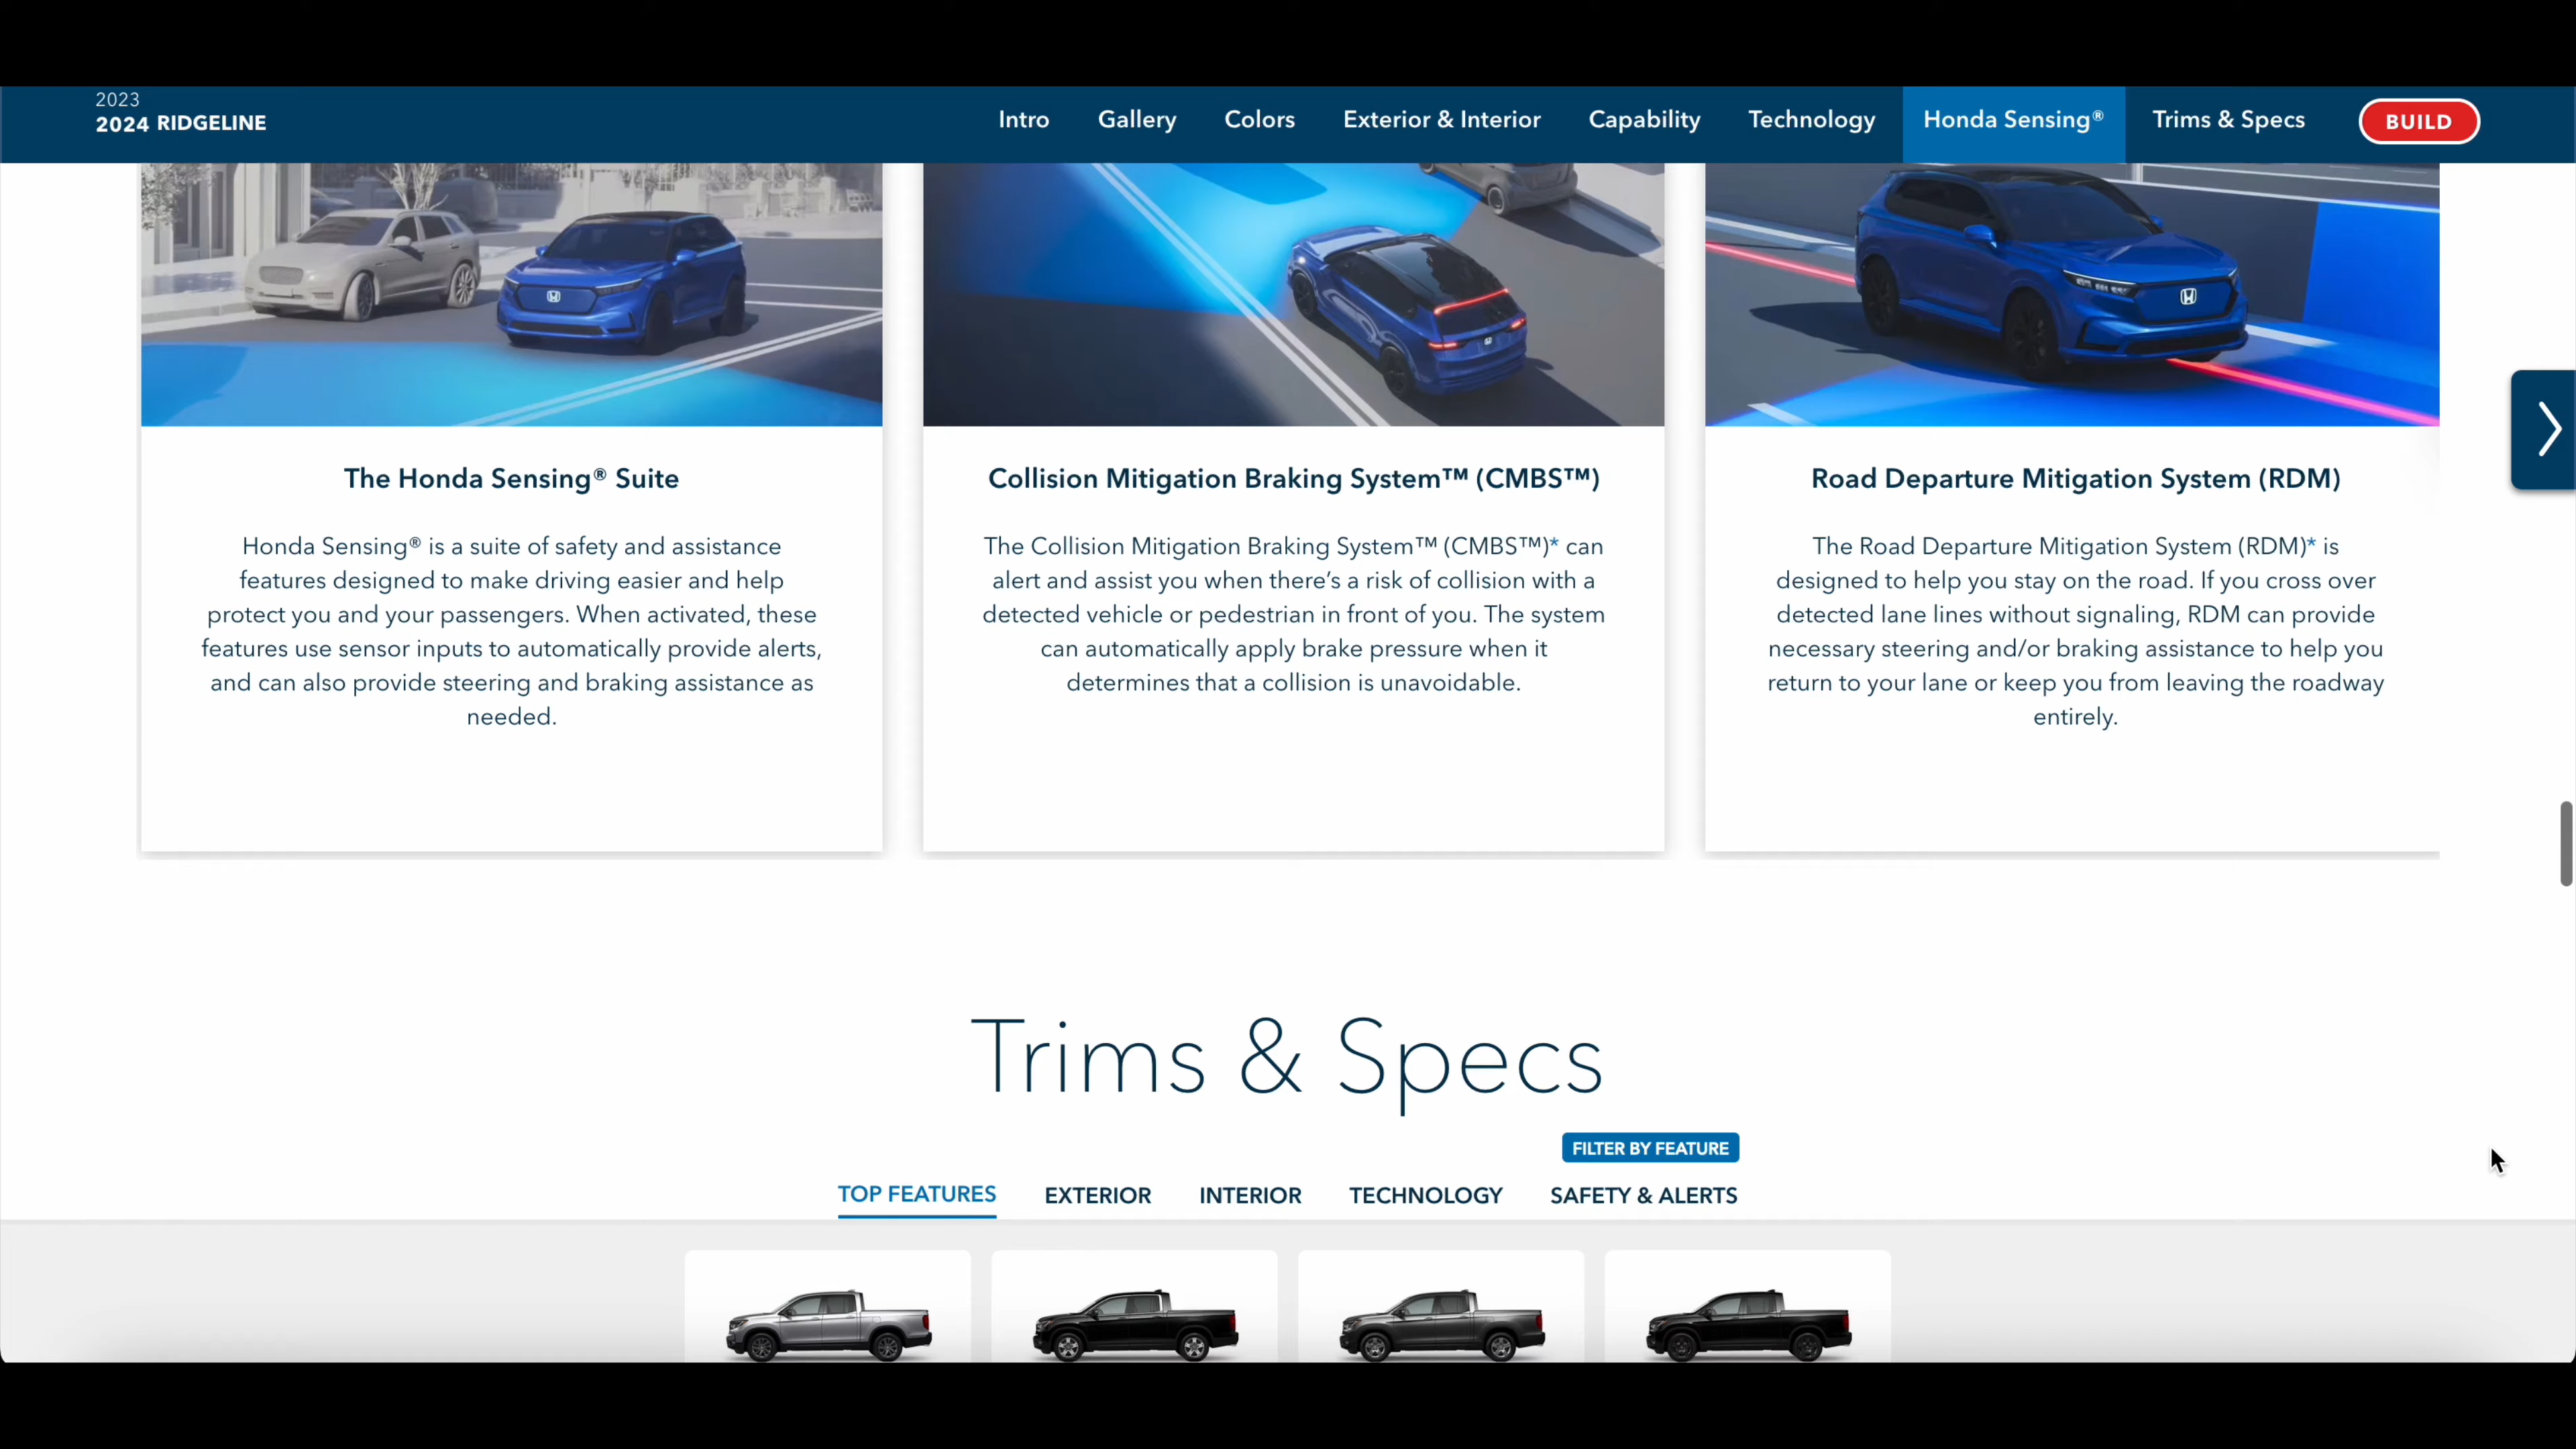 2023
2024 RIDGELINE
Intro
Gallery
Colors
Exterior & Interior
Capability
Technology
Honda Sensing®
Trims & Specs
BUILD
The Honda Sensing® Suite
Honda Sensing® is a suite of safety and assistance
features designed to make driving easier and help
protect you and your passengers. When activated, these
features use sensor inputs to automatically provide alerts,
and can also provide steering and braking assistance as
needed.
Collision Mitigation Braking System™ (CMBS™)
The Collision Mitigation Braking System™ (CMBS™)* can
alert and assist you when there’s a risk of collision with a
detected vehicle or pedestrian in front of you. The system
can automatically apply brake pressure when it
determines that a collision is unavoidable.
Road Departure Mitigation System (RDM)
The Road Departure Mitigation System (RDM)* is
designed to help you stay on the road. If you cross over
detected lane lines without signaling, RDM can provide
necessary steering and/or braking assistance to help you
return to your lane or keep you from leaving the roadway
entirely.
Trims & Specs
FILTER BY FEATURE
TOP FEATURES
EXTERIOR
INTERIOR
TECHNOLOGY
SAFETY & ALERTS